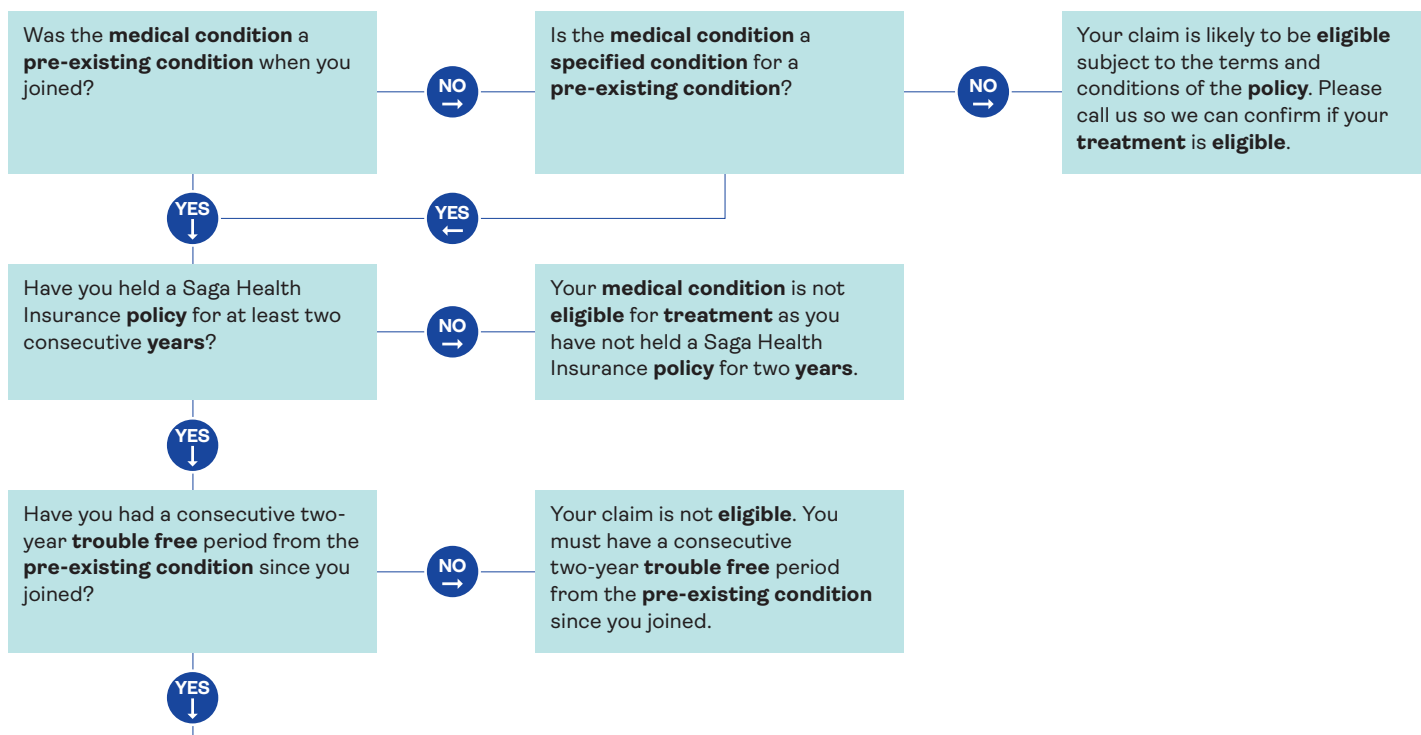 Was the medical condition a
pre-existing condition when you
joined?
NO
→
Is the medical condition a
specified condition for a
pre-existing condition?
NO
→
Your claim is likely to be eligible
subject to the terms and
conditions of the policy. Please
call us so we can confirm if your
treatment is eligible.
YES
↓
YES
←
Have you held a Saga Health
Insurance policy for at least two
consecutive years?
NO
→
Your medical condition is not
eligible for treatment as you
have not held a Saga Health
Insurance policy for two years.
YES
↓
Have you had a consecutive two-
year trouble free period from the
pre-existing condition since you
joined?
NO
→
Your claim is not eligible. You
must have a consecutive
two-year trouble free period
from the pre-existing condition
since you joined.
YES
↓